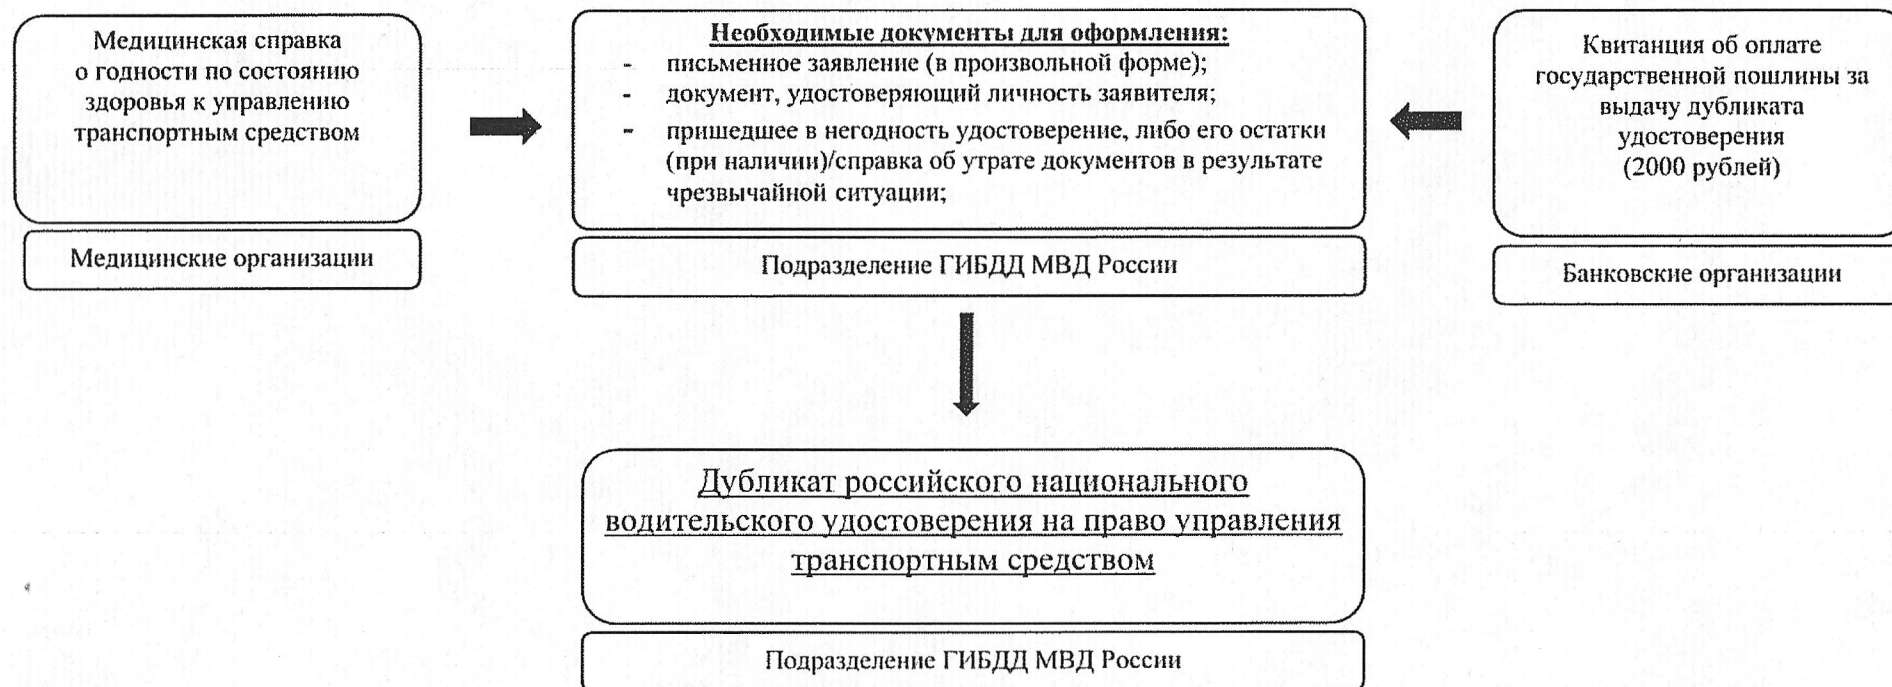 Медицинская справка
о годности по состоянию
здоровья к управлению
транспортным средством
Медицинские организации
Необходимые документы для оформления:
- письменное заявление (в произвольной форме);
- документ, удостоверяющий личность заявителя;
- пришедшее в негодность удостоверение, либо его остатки
(при наличии)/справка об утрате документов в результате
чрезвычайной ситуации;
Подразделение ГИБДД МВД России
Квитанция об оплате
государственной пошлины за
выдачу дубликата
удостоверения
(2000 рублей)
Банковские организации
Дубликат российского национального
водительского удостоверения на право управления
транспортным средством
Подразделение ГИБДД МВД России